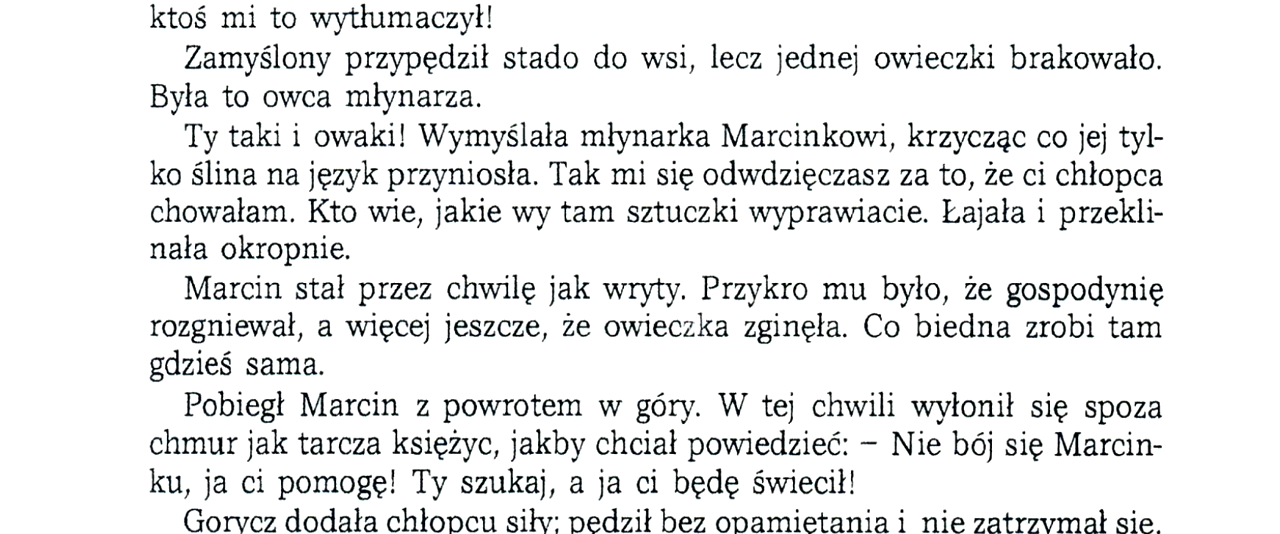 ktoś mi to wytłumaczył!
Zamyślony przypędził stado do wsi, lecz jednej owieczki brakowało.
Była to owca młynarza.
Ty taki i owaki! Wymyślała młynarka Marcinkowi, krzycząc co jej tyl-
ko ślina na język przyniosła. Tak mi się odwdzięczasz za to, że ci chłopca
chowałam. Kto wie, jakie wy tam sztuczki wyprawiacie. Łajała i przekli-
nała okropnie.
Marcin stał przez chwilę jak wryty. Przykro mu było, że gospodynię
rozgniewał, a więcej jeszcze, że owieczka zginęła. Co biedna zrobi tam
gdzieś sama.
Pobiegł Marcin z powrotem w góry. W tej chwili wyłonił się spoza
chmur jak tarcza księżyc, jakby chciał powiedzieć: – Nie bój się Marcin-
ku, ja ci pomogę! Ty szukaj, a ja ci będę świecił!
Gorycz dodała chłopcu siły; pędził bez opamiętania i nie zatrzymał się,